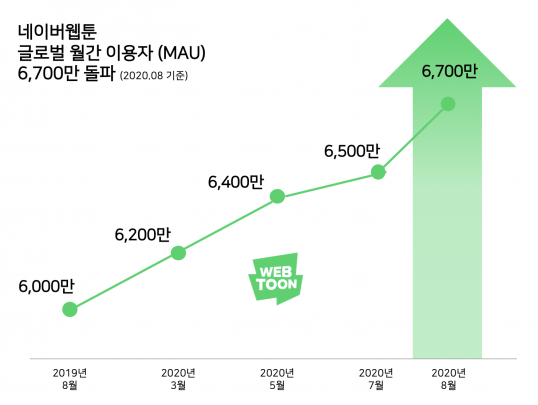 네이버웹툰
글로벌 월간 이용자 (MAU)
6,700만 돌파 (2020.08 기준)
6,700만
6,500만
6,400만
6,200만
6,000만
WEB
TOON
2019년
8월
2020년
3월
2020년
5월
2020년
7월
2020년
8월